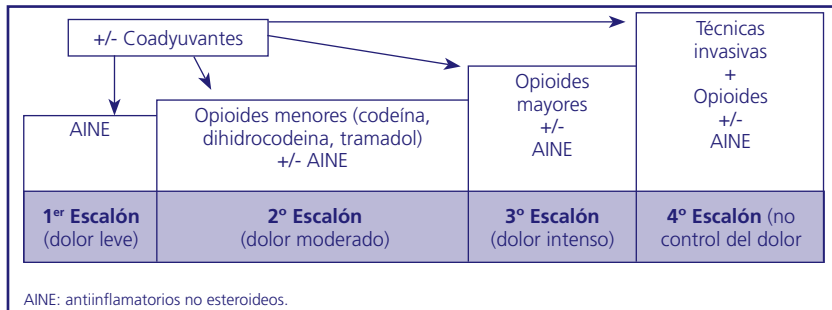 +/- Coadyuvantes
AINE
Opioides menores (codeína,
dihidrocodeina, tramadol)
+/- AINE
Opioides
mayores
+/-
AINE
Técnicas
invasivas
+
Opioides
+/-
AINE
1er Escalón
(dolor leve)
2º Escalón
(dolor moderado)
3º Escalón
(dolor intenso)
4º Escalón (no
control del dolor
AINE: antiinflamatorios no esteroideos.